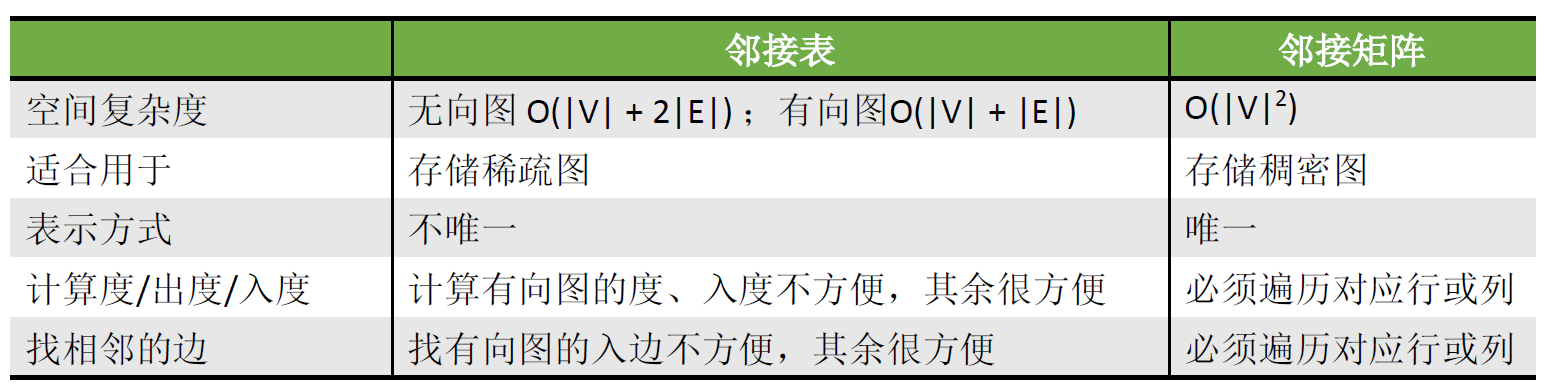 邻接表 邻接矩阵
空间复杂度 无向图 O(|V| + 2|E|) ；有向图O(|V| + |E|) O(|V|²)
适合用于 存储稀疏图 存储稠密图
表示方式 不唯一 唯一
计算度/出度/入度 计算有向图的度、入度不方便，其余很方便 必须遍历对应行或列
找相邻的边 找有向图的入边不方便，其余很方便 必须遍历对应行或列